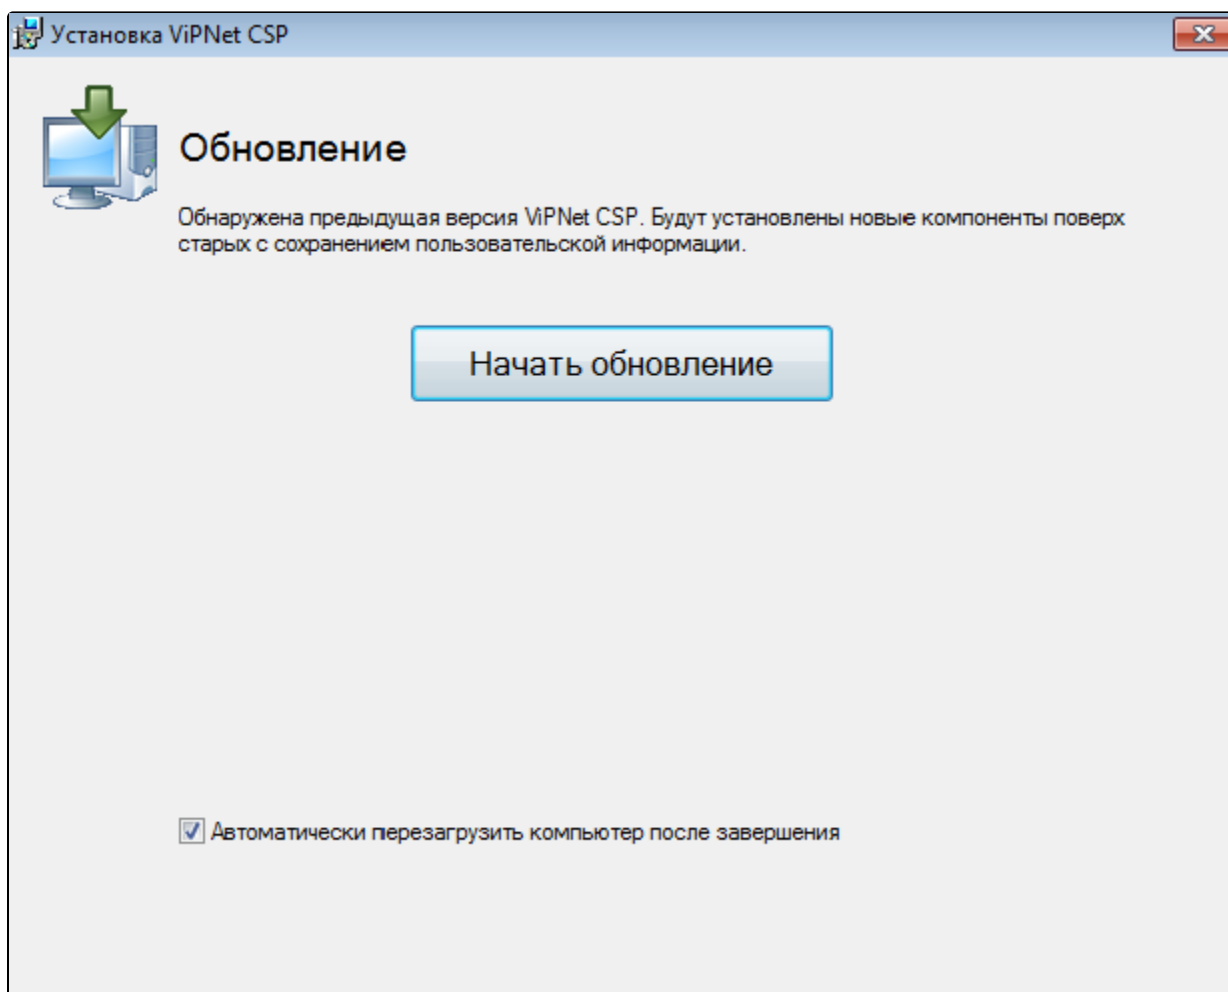 Установка ViPNet CSP
Обновление
Обнаружена предыдущая версия ViPNet CSP. Будут установлены новые компоненты поверх
старых с сохранением пользовательской информации.
Начать обновление
Автоматически перезагрузить компьютер после завершения